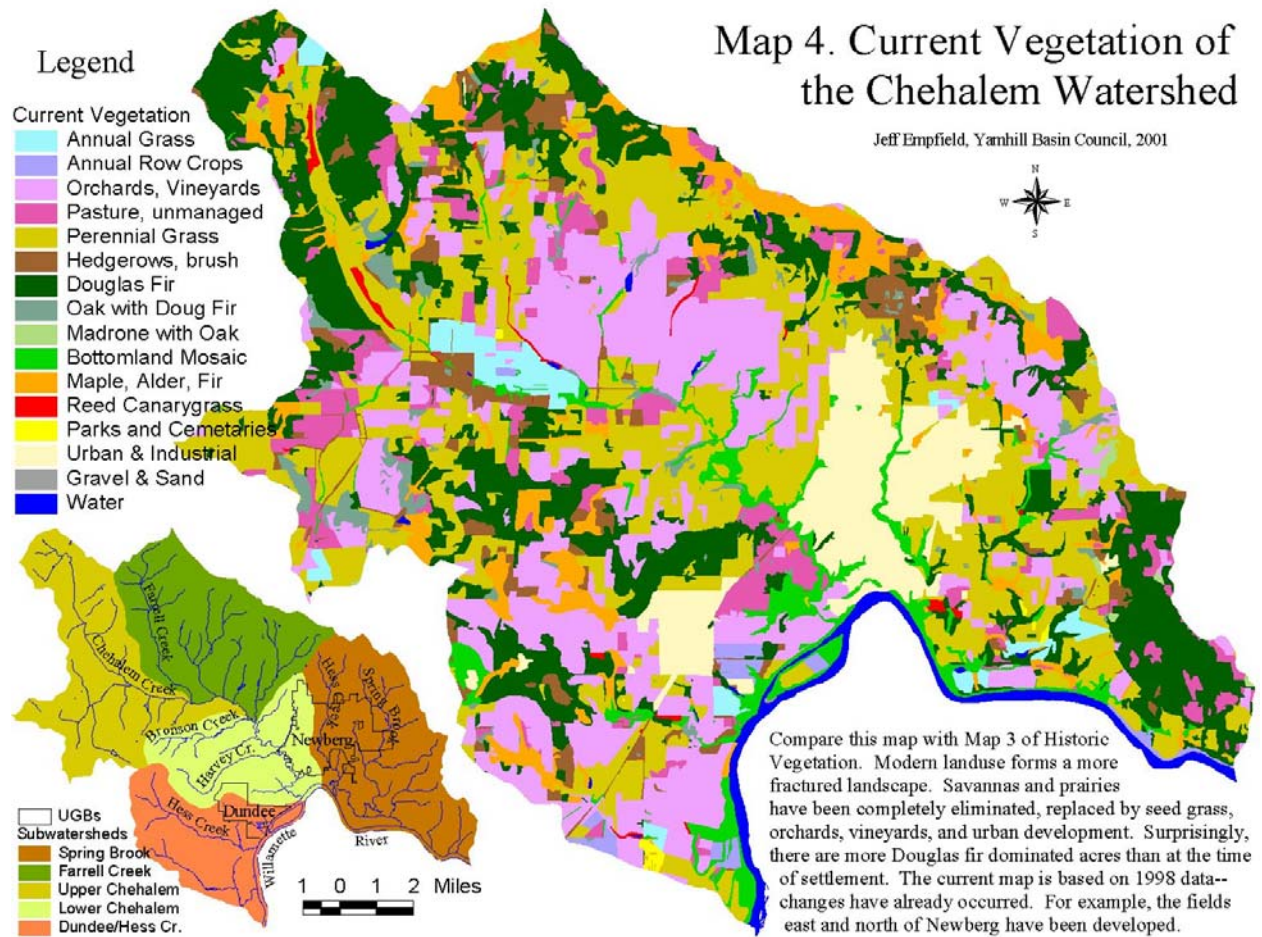 Map 4. Current Vegetation of
the Chehalem Watershed
Jeff Empfield, Yamhill Basin Council, 2001
N
W
E
S
Legend
Current Vegetation
Annual Grass
Annual Row Crops
Orchards, Vineyards
Pasture, unmanaged
Perennial Grass
Hedgerows, brush
Douglas Fir
Oak with Doug Fir
Madrone with Oak
Bottomland Mosaic
Maple, Alder, Fir
Reed Canarygrass
Parks and Cemetaries
Urban & Industrial
Gravel & Sand
Water
Farrell Creek
Chehalem Creek
Bronson Creek
Harvey Cr.
Hess Creek
Spring Brook
Newberg
Dundee
Hess Creek
Willamette
River
UGBs
Subwatersheds
Spring Brook
Farrell Creek
Upper Chehalem
Lower Chehalem
Dundee/Hess Cr.
1 0 1 2 Miles
Compare this map with Map 3 of Historic
Vegetation. Modern landuse forms a more
fractured landscape. Savannas and prairies
have been completely eliminated, replaced by seed grass,
orchards, vineyards, and urban development. Surprisingly,
there are more Douglas fir dominated acres than at the time
of settlement. The current map is based on 1998 data--
changes have already occurred. For example, the fields
east and north of Newberg have been developed.